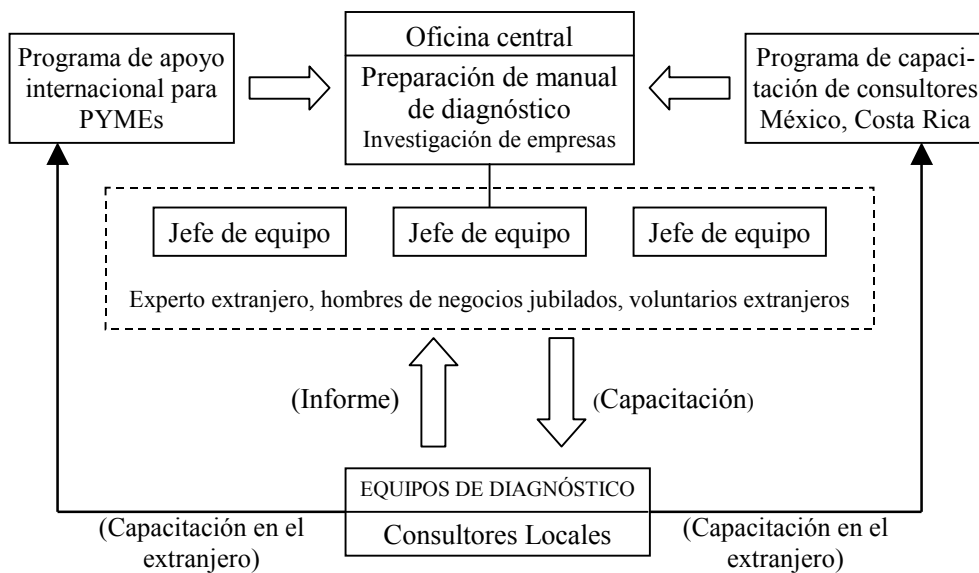 Programa de apoyo
internacional para
PYMEs
Oficina central
Preparación de manual
de diagnóstico
Investigación de empresas
Programa de capaci-
tación de consultores
México, Costa Rica
Jefe de equipo
Jefe de equipo
Jefe de equipo
Experto extranjero, hombres de negocios jubilados, voluntarios extranjeros
(Informe)
(Capacitación)
EQUIPOS DE DIAGNÓSTICO
Consultores Locales
(Capacitación en el
extranjero)
(Capacitación en el
extranjero)